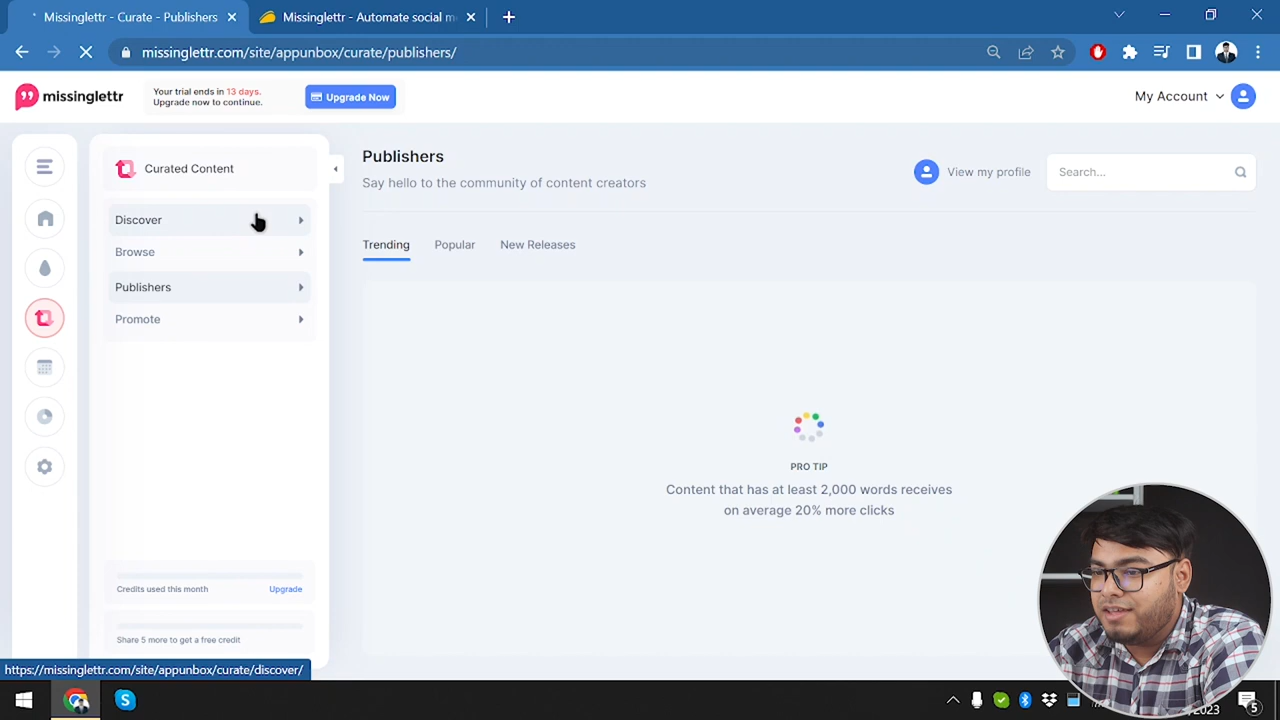 Missinglettr - Curate - Publishers
Missinglettr - Automate social m
missinglettr.com/site/appunbox/curate/publishers/
missinglettr
Your trial ends in 13 days.
Upgrade now to continue.
Upgrade Now
My Account
Curated Content
Discover
Browse
Publishers
Promote
Credits used this month
Upgrade
Share 5 more to get a free credit
Publishers
Say hello to the community of content creators
View my profile
Search...
Trending
Popular
New Releases
PRO TIP
Content that has at least 2,000 words receives
on average 20% more clicks
https://missinglettr.com/site/appunbox/curate/discover/
5